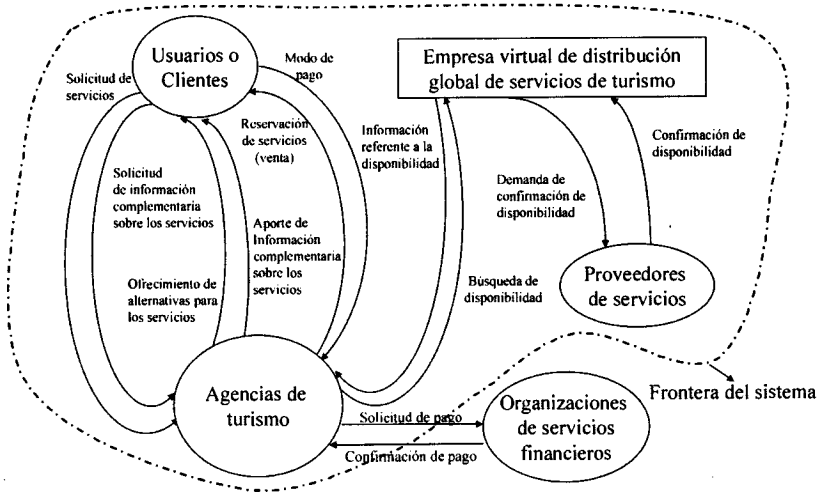 Usuarios o
Clientes
Solicitud de
servicios
Modo de
pago
Empresa virtual de distribución
global de servicios de turismo
Reservación
de servicios
(venta)
Información
referente a la
disponibilidad
Confirmación de
disponibilidad
Solicitud
de información
complementaria
sobre los servicios
Demanda de
confirmación de
disponibilidad
Aporte de
Información
complementaria
sobre los
servicios
Ofrecimiento de
alternativas para
los servicios
Búsqueda de
disponibilidad
Proveedores
de servicios
Agencias de
turismo
Frontera del sistema
Solicitud de pago
Organizaciones
de servicios
financieros
Confirmación de pago